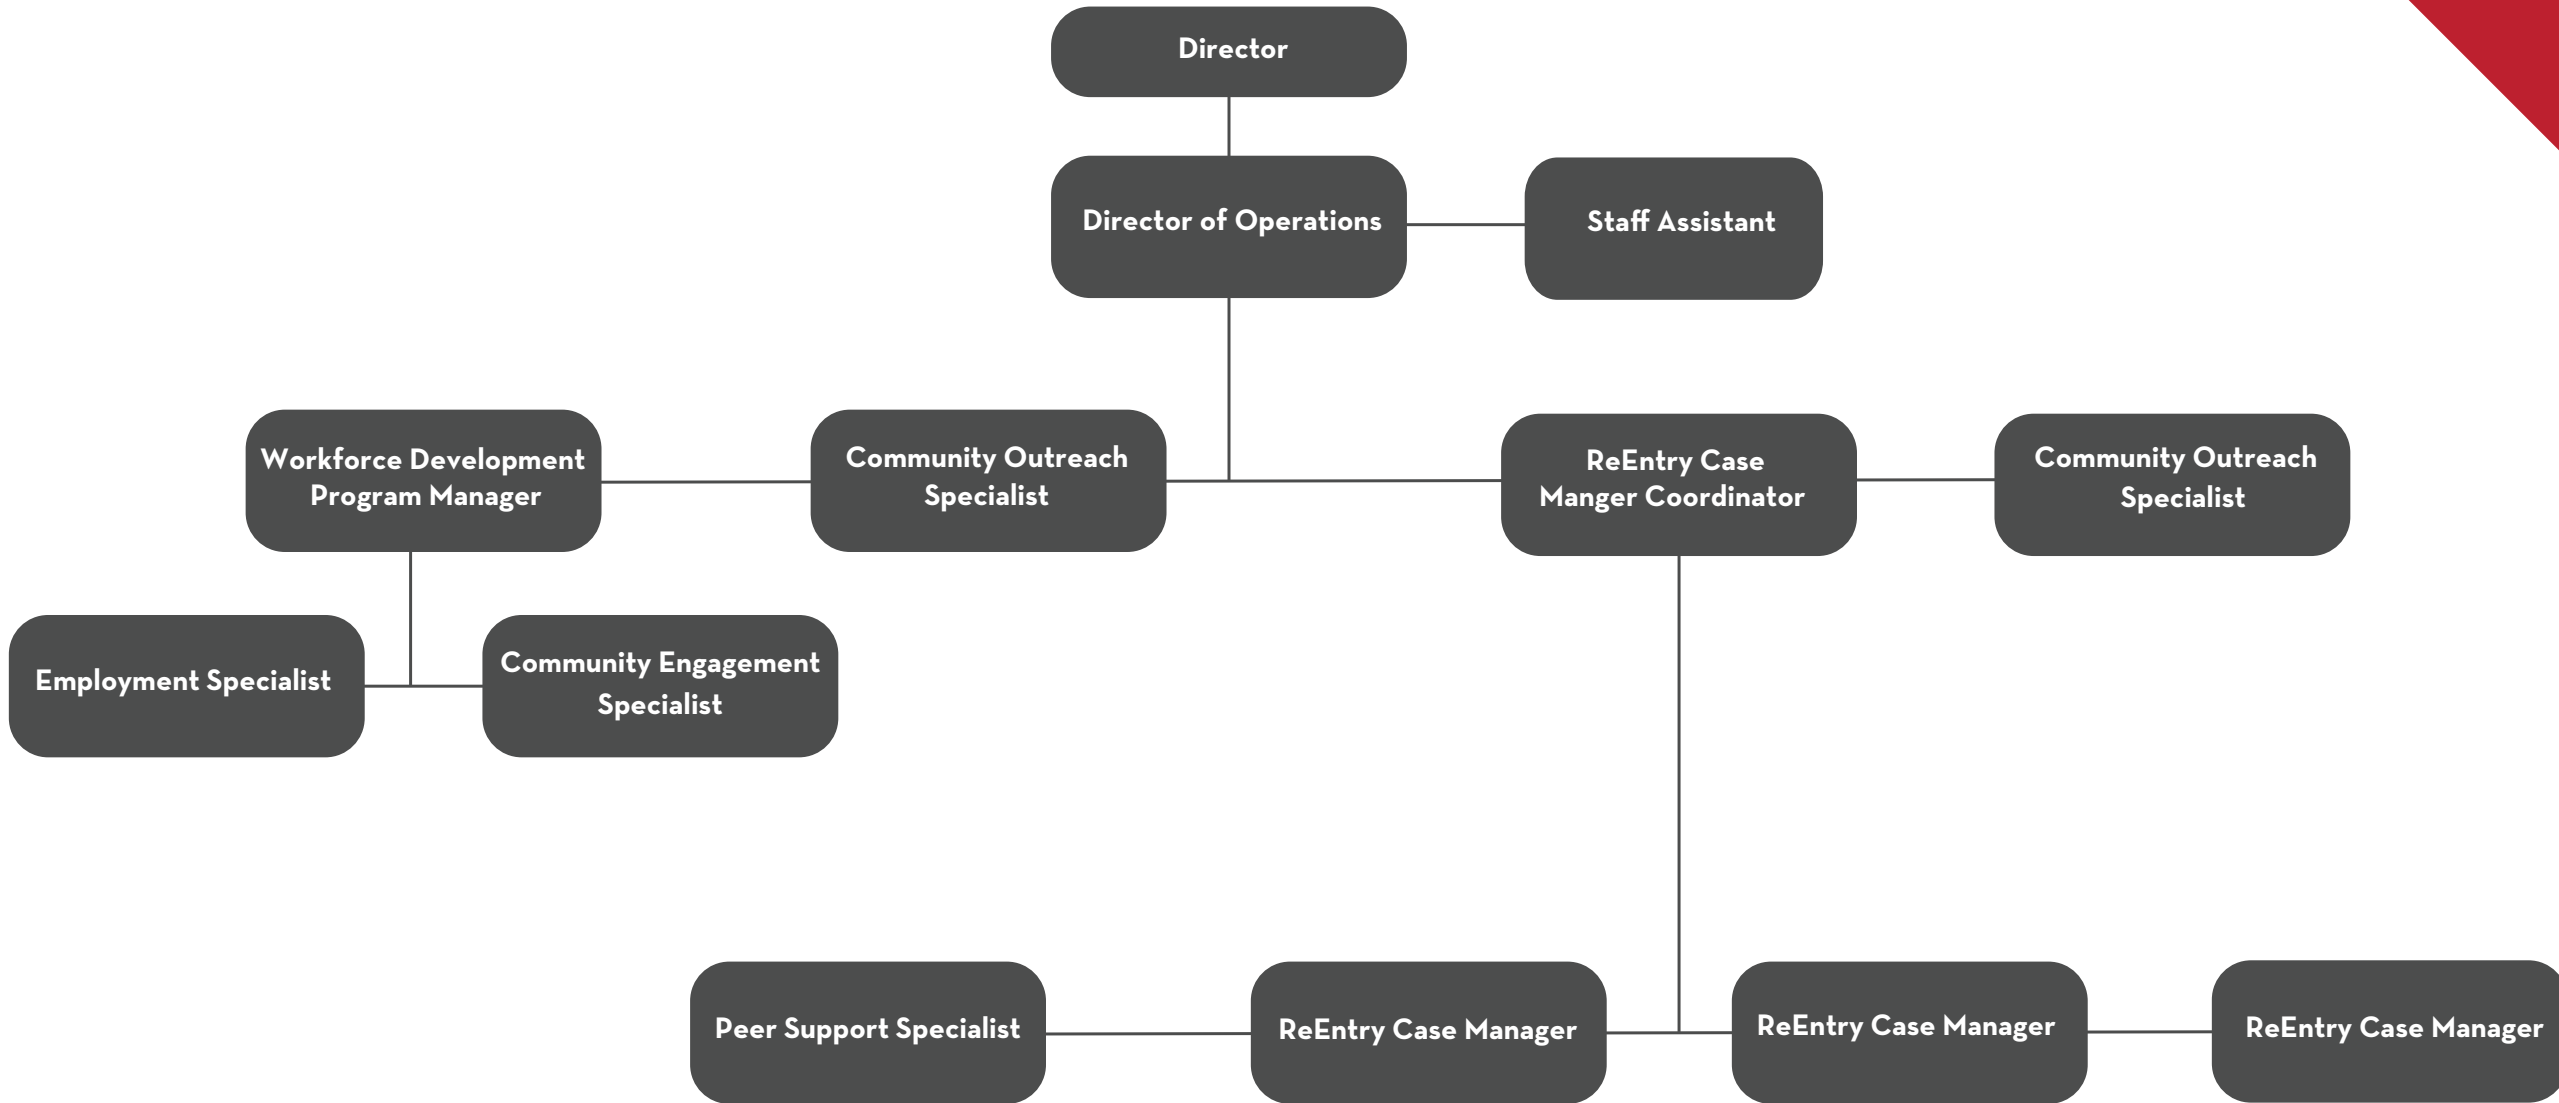 Director
Director of Operations
Staff Assistant
Workforce Development
Program Manager
Community Outreach
Specialist
ReEntry Case
Manger Coordinator
Community Outreach
Specialist
Employment Specialist
Community Engagement
Specialist
Peer Support Specialist
ReEntry Case Manager
ReEntry Case Manager
ReEntry Case Manager